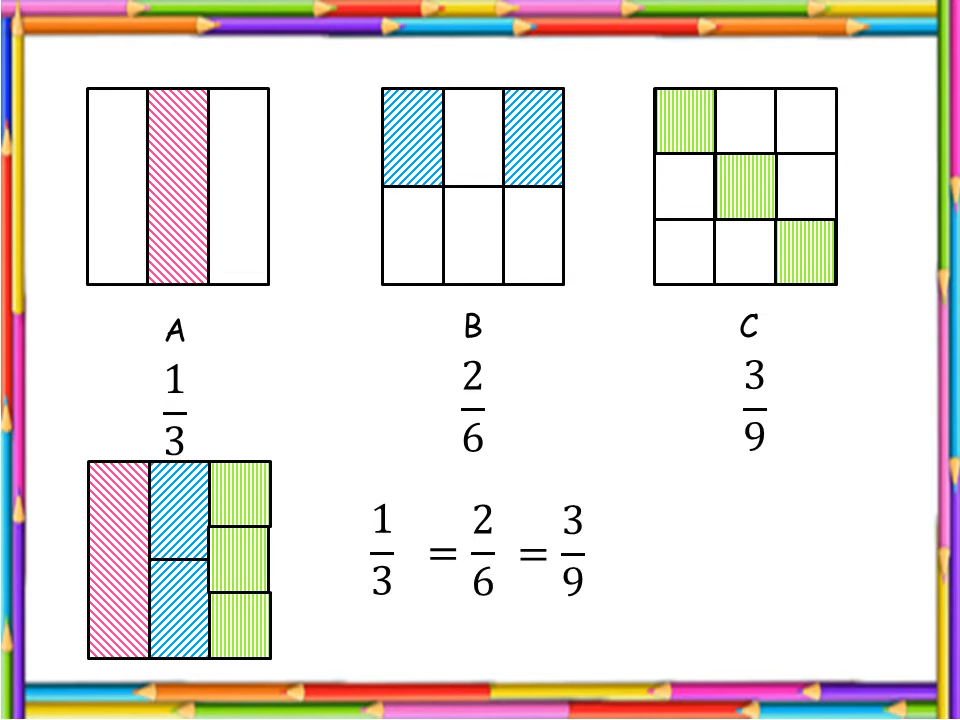 A B C
1/3 2/6 3/9
1/3 = 2/6 = 3/9